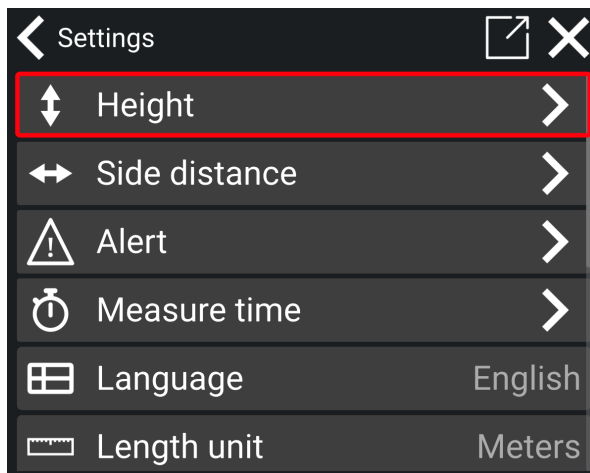 Settings
Height
Side distance
Alert
Measure time
Language English
Length unit Meters